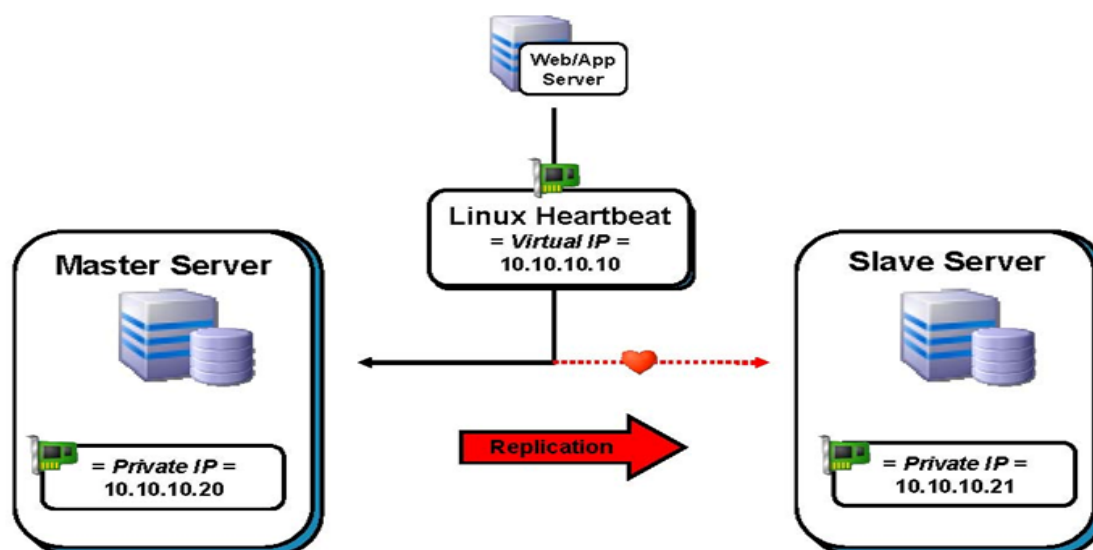 Web/App
Server
Linux Heartbeat
= Virtual IP =
10.10.10.10
Master Server
Slave Server
Replication
= Private IP =
10.10.10.20
= Private IP =
10.10.10.21